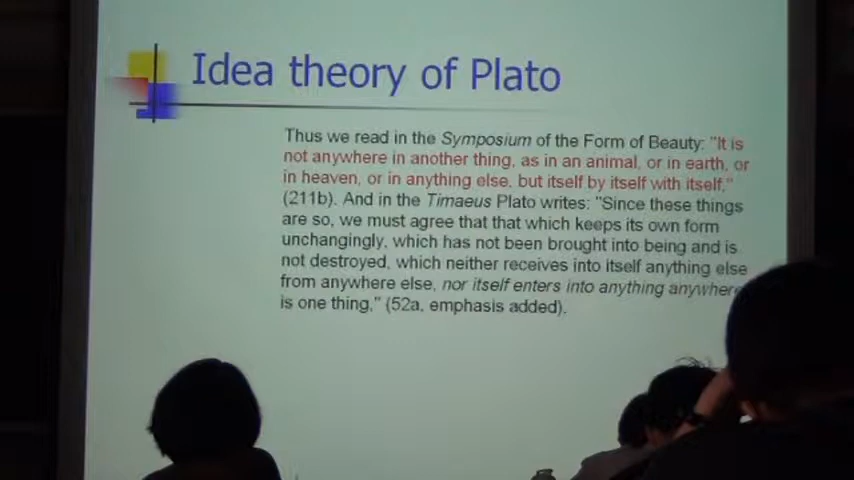 Idea theory of Plato
Thus we read in the Symposium of the Form of Beauty: "It is
not anywhere in another thing, as in an animal, or in earth, or
in heaven, or in anything else, but itself by itself with itself,"
(211b). And in the Timaeus Plato writes: "Since these things
are so, we must agree that that which keeps its own form
unchangingly, which has not been brought into being and is
not destroyed, which neither receives into itself anything else
from anywhere else, nor itself enters into anything anywhere
is one thing," (52a, emphasis added).